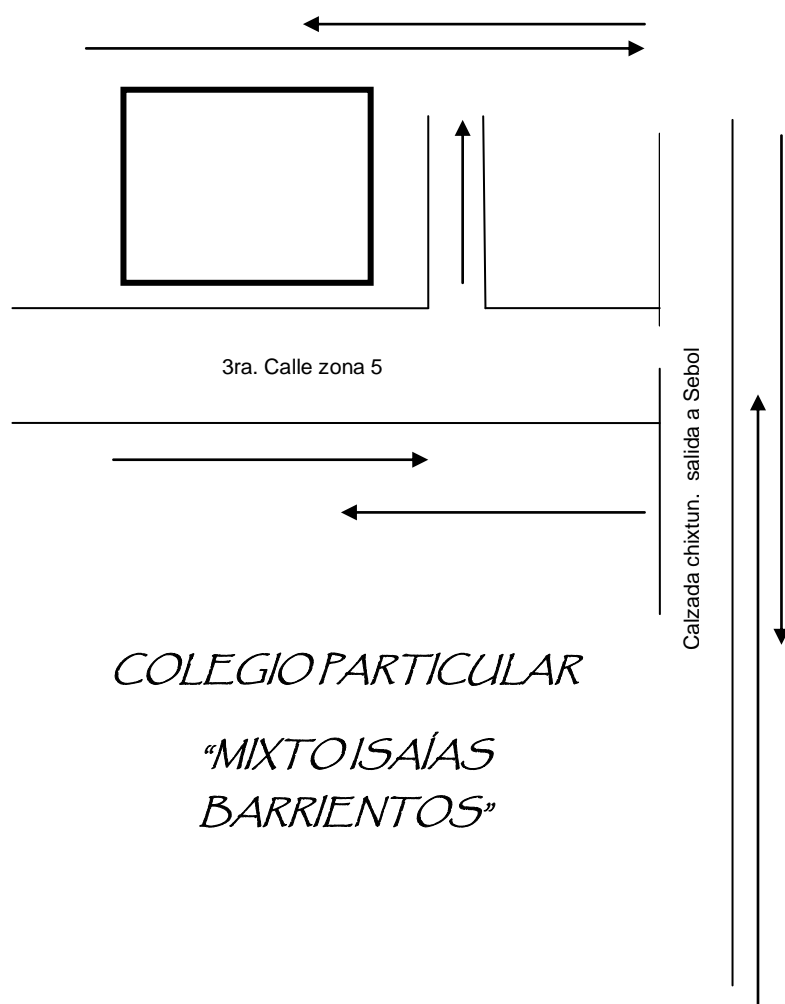 3ra. Calle zona 5
Calzada chixtun. salida a Sebol
COLEGIO PARTICULAR
“MIXTO ISAÍAS
BARRIENTOS”